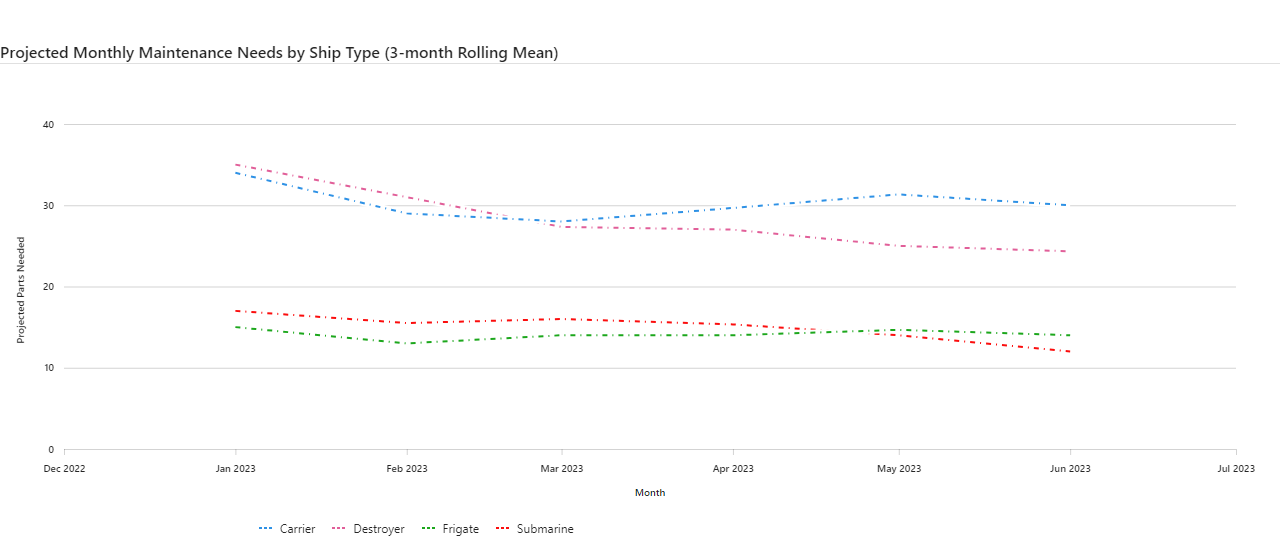 Projected Monthly Maintenance Needs by Ship Type (3-month Rolling Mean)
40
30
20
10
0
Projected Parts Needed
Dec 2022 Jan 2023 Feb 2023 Mar 2023 Apr 2023 May 2023 Jun 2023 Jul 2023
Month
Carrier Destroyer Frigate Submarine